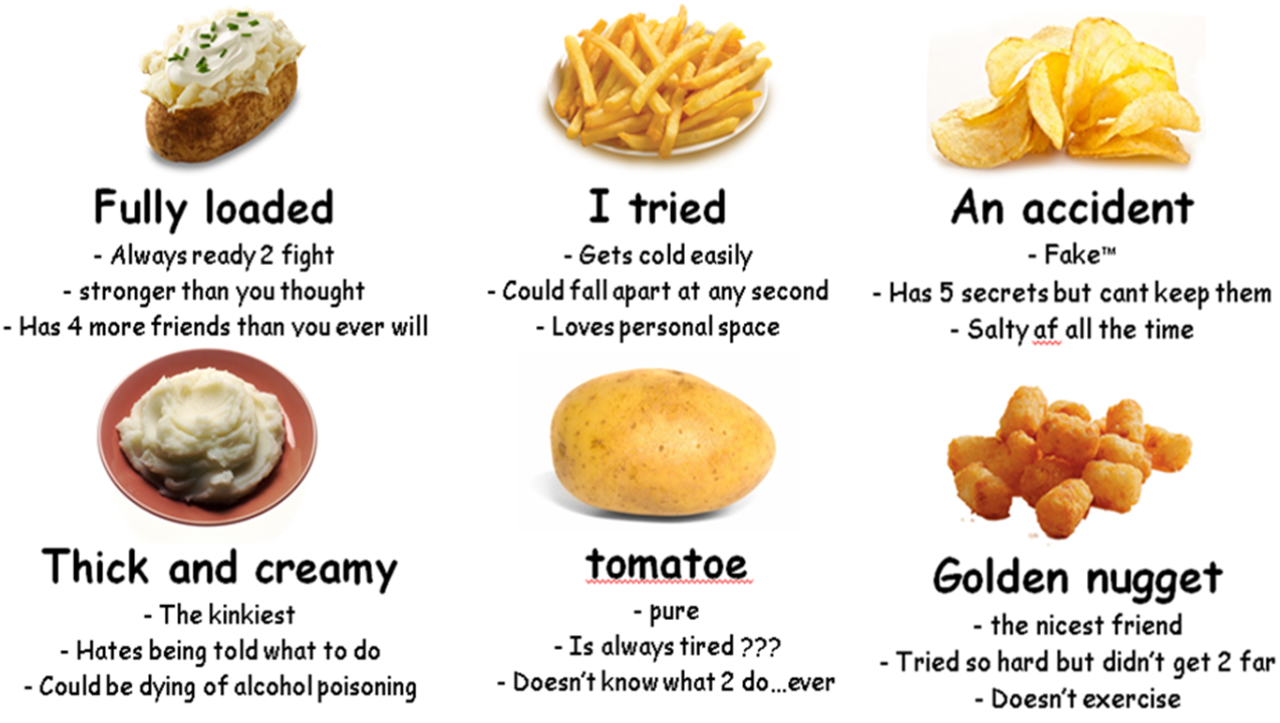 Fully loaded
- Always ready 2 fight
- stronger than you thought
- Has 4 more friends than you ever will
I tried
- Gets cold easily
- Could fall apart at any second
- Loves personal space
An accident
- Fake™
- Has 5 secrets but cant keep them
- Salty af all the time
Thick and creamy
- The kinkiest
- Hates being told what to do
- Could be dying of alcohol poisoning
tomatoe
- pure
- Is always tired ???
- Doesn't know what 2 do...ever
Golden nugget
- the nicest friend
- Tried so hard but didn't get 2 far
- Doesn't exercise